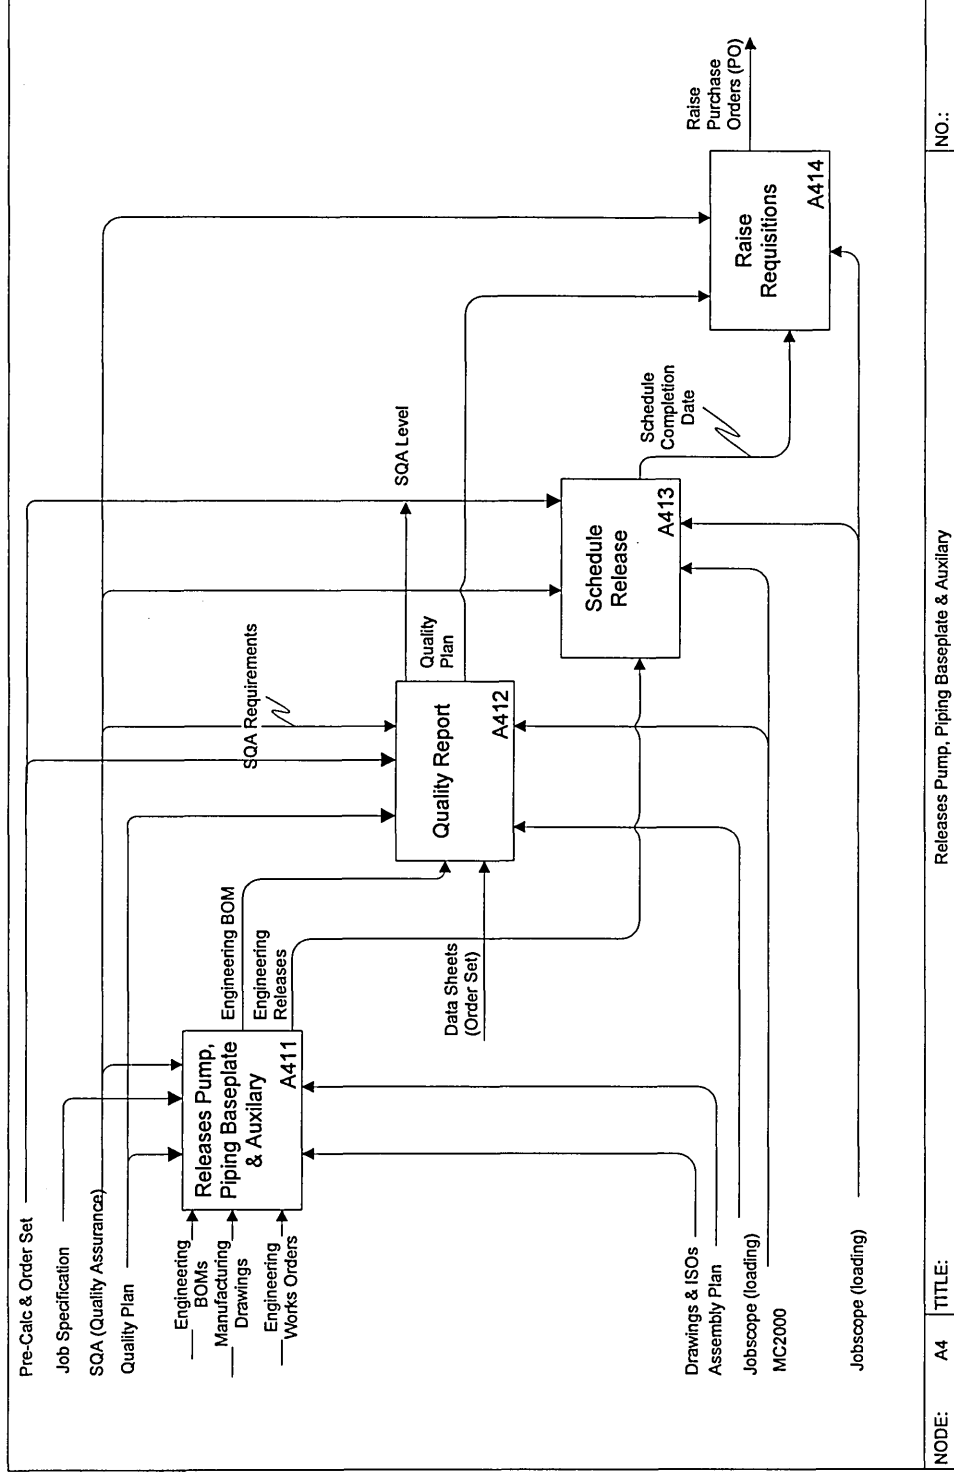 Pre-Calc & Order Set
Job Specification
SQA (Quality Assurance)
Quality Plan
Engineering
BOMs
Manufacturing
Drawings
Engineering
Works Orders
Releases Pump,
Piping Baseplate
& Auxilary
A411
Engineering BOM
Engineering
Releases
Data Sheets
(Order Set)
SQA Requirements
Quality Report
A412
SQA Level
Quality
Plan
Schedule
Release
A413
Schedule
Completion
Date
Raise
Requisitions
A414
Raise
Purchase
Orders (PO)
Drawings & ISOs
Assembly Plan
Jobscope (loading)
MC2000
Jobscope (loading)
NODE: A4 TITLE: Releases Pump, Piping Baseplate & Auxilary NO.: